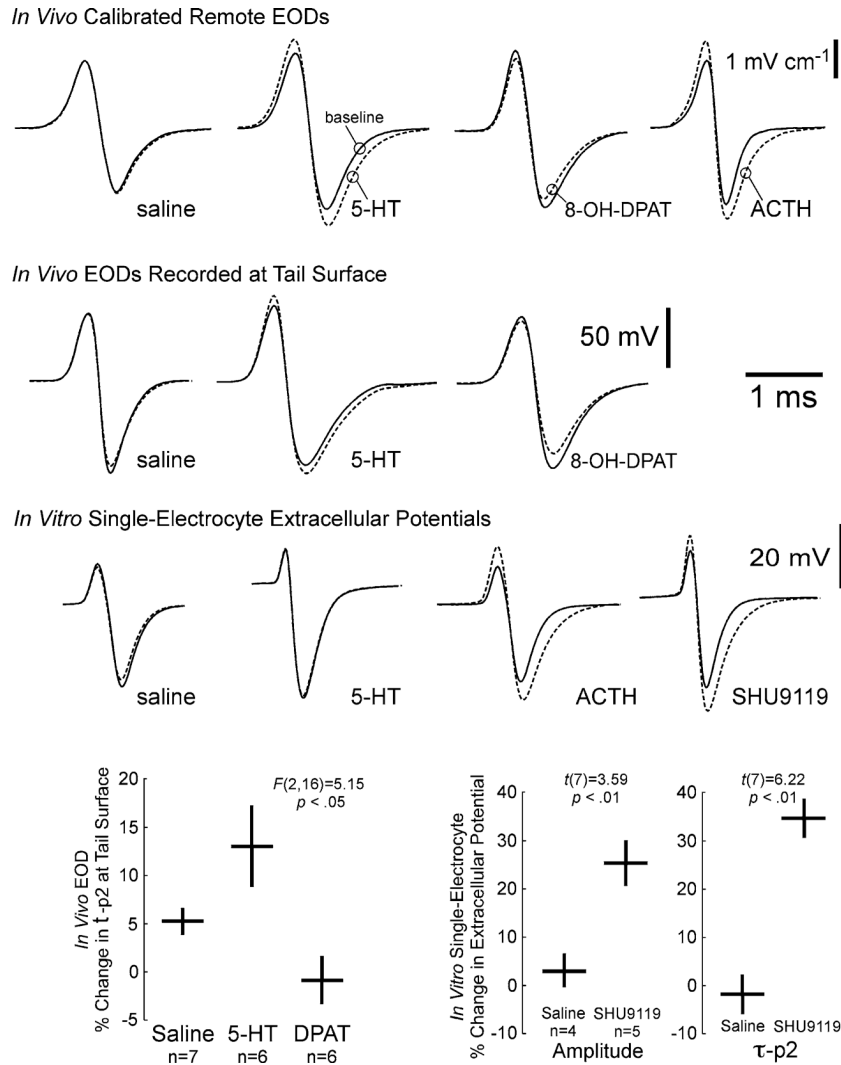 In Vivo Calibrated Remote EODs
1 mV cm⁻¹
baseline
saline
5-HT
8-OH-DPAT
ACTH
In Vivo EODs Recorded at Tail Surface
50 mV
1 ms
saline
5-HT
8-OH-DPAT
In Vitro Single-Electrocyte Extracellular Potentials
20 mV
saline
5-HT
ACTH
SHU9119
In Vivo EOD
% Change in τ-p2 at Tail Surface
20
15
10
5
0
-5
F(2,16)=5.15
p < .05
Saline
n=7
5-HT
n=6
DPAT
n=6
In Vitro Single-Electrocyte
% Change in Extracellular Potential
40
30
20
10
0
-10
t(7)=3.59
p < .01
Saline
n=4
SHU9119
n=5
Amplitude
40
30
20
10
0
-10
t(7)=6.22
p < .01
Saline
SHU9119
τ-p2